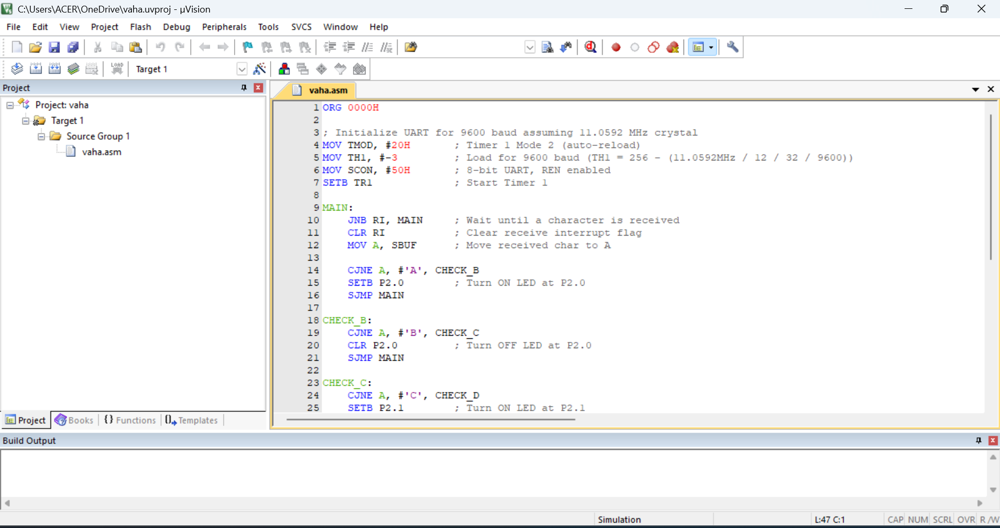 C:\Users\ACER\OneDrive\vaha.uvproj - µVision
File Edit View Project Flash Debug Peripherals Tools SVCS Window Help
LOAD
Target 1
Project
vaha.asm
Project: vaha
Target 1
Source Group 1
vaha.asm
1 ORG 0000H
2
3 ; Initialize UART for 9600 baud assuming 11.0592 MHz crystal
4 MOV TMOD, #20H ; Timer 1 Mode 2 (auto-reload)
5 MOV TH1, #-3 ; Load for 9600 baud (TH1 = 256 - (11.0592MHz / 12 / 32 / 9600))
6 MOV SCON, #50H ; 8-bit UART, REN enabled
7 SETB TR1 ; Start Timer 1
8
9 MAIN:
10 JNB RI, MAIN ; Wait until a character is received
11 CLR RI ; Clear receive interrupt flag
12 MOV A, SBUF ; Move received char to A
13
14 CJNE A, #'A', CHECK_B
15 SETB P2.0 ; Turn ON LED at P2.0
16 SJMP MAIN
17
18 CHECK_B:
19 CJNE A, #'B', CHECK_C
20 CLR P2.0 ; Turn OFF LED at P2.0
21 SJMP MAIN
22
23 CHECK_C:
24 CJNE A, #'C', CHECK_D
25 SETB P2.1 ; Turn ON LED at P2.1
Project Books {} Functions Templates
Build Output
Simulation L:47 C:1 CAP NUM SCRL OVR R/W